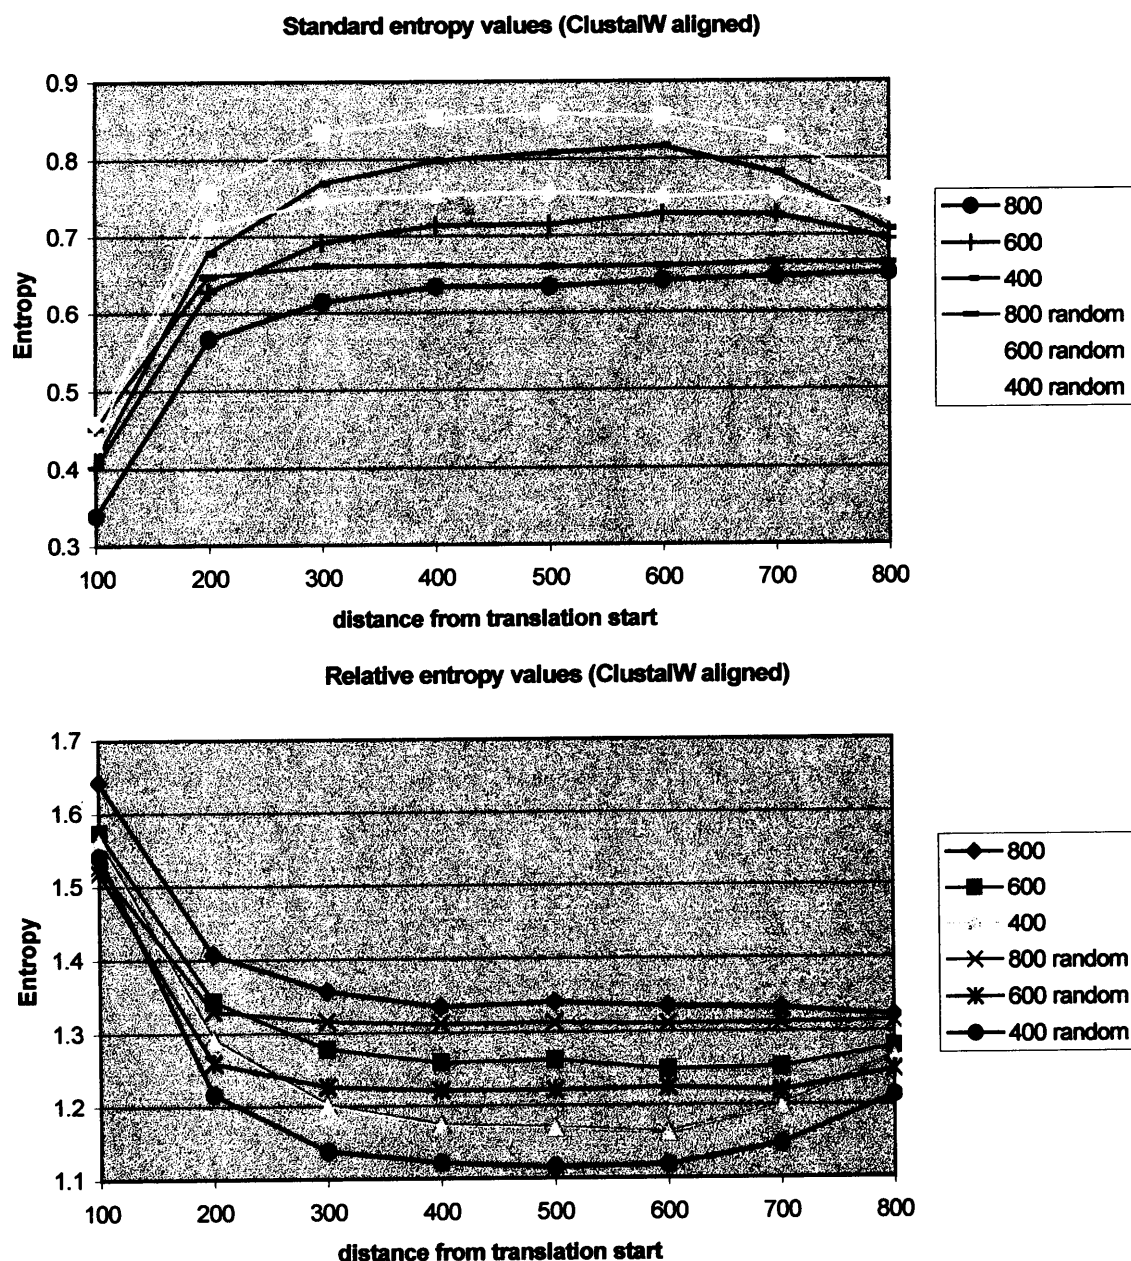 Standard entropy values (ClustalW aligned)
0.9
0.8
0.7
0.6
0.5
0.4
0.3
Entropy
100 200 300 400 500 600 700 800
distance from translation start
800
600
400
800 random
600 random
400 random
Relative entropy values (ClustalW aligned)
1.7
1.6
1.5
1.4
1.3
1.2
1.1
Entropy
100 200 300 400 500 600 700 800
distance from translation start
800
600
400
800 random
600 random
400 random